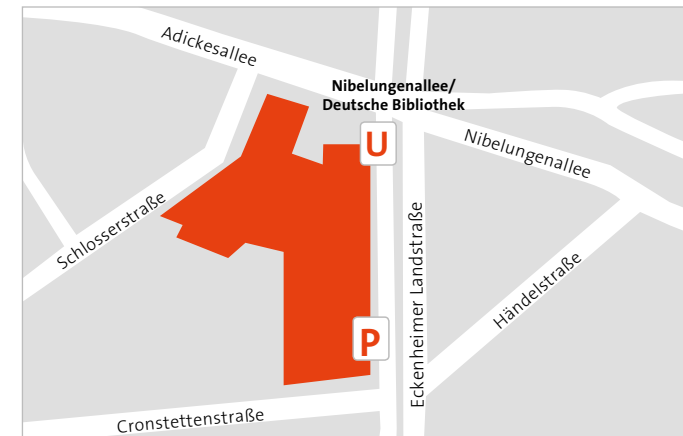 Adickesallee
Nibelungenallee/
Deutsche Bibliothek
U
Nibelungenallee
Schlosserstraße
Eckenheimer Landstraße
Händelstraße
P
Cronstettenstraße